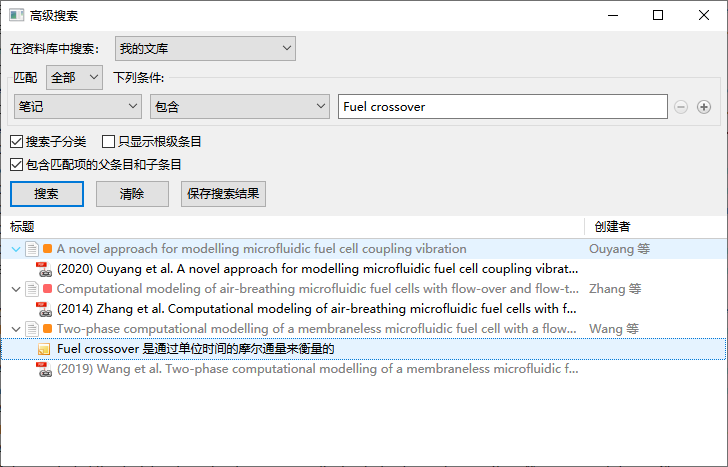 高级搜索
在资料库中搜索： 我的文库
匹配 全部 下列条件:
笔记 包含 Fuel crossover
搜索子分类 只显示根级条目
包含匹配项的父条目和子条目
搜索 清除 保存搜索结果
标题 创建者
A novel approach for modelling microfluidic fuel cell coupling vibration Ouyang 等
(2020) Ouyang et al. A novel approach for modelling microfluidic fuel cell coupling vibrat...
Computational modeling of air-breathing microfluidic fuel cells with flow-over and flow-t... Zhang 等
(2014) Zhang et al. Computational modeling of air-breathing microfluidic fuel cells with f...
Two-phase computational modelling of a membraneless microfluidic fuel cell with a flow... Wang 等
Fuel crossover 是通过单位时间的摩尔通量来衡量的
(2019) Wang et al. Two-phase computational modelling of a membraneless microfluidic f...